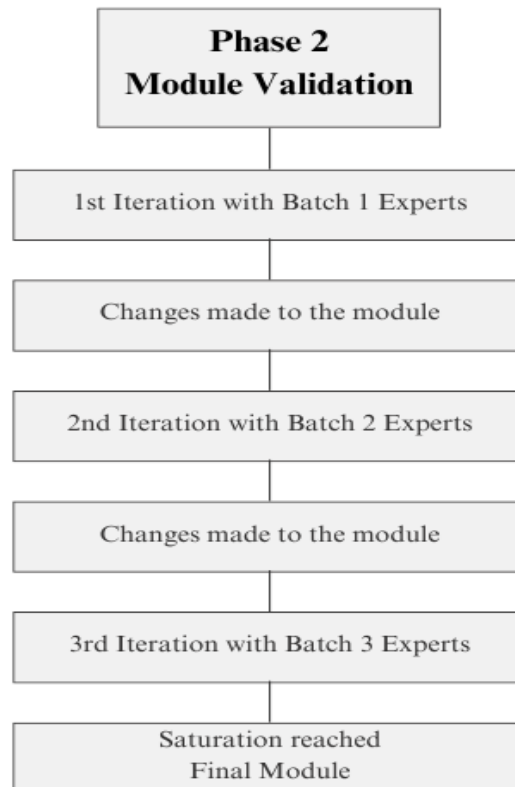 Phase 2
Module Validation
1st Iteration with Batch 1 Experts
Changes made to the module
2nd Iteration with Batch 2 Experts
Changes made to the module
3rd Iteration with Batch 3 Experts
Saturation reached
Final Module